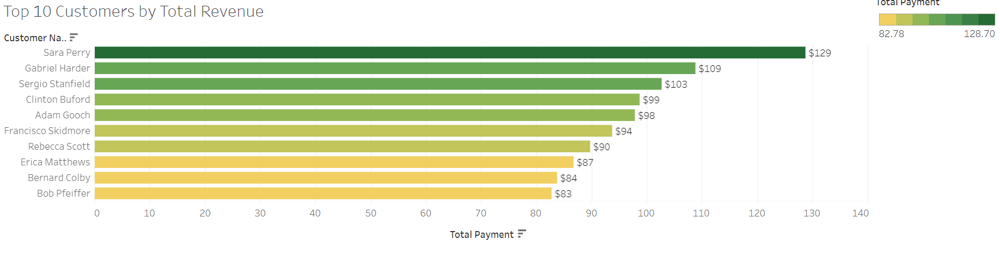 Top 10 Customers by Total Revenue
Total Payment
82.78 128.70
Customer Na..
Sara Perry $129
Gabriel Harder $109
Sergio Stanfield $103
Clinton Buford $99
Adam Gooch $98
Francisco Skidmore $94
Rebecca Scott $90
Erica Matthews $87
Bernard Colby $84
Bob Pfeiffer $83
0 10 20 30 40 50 60 70 80 90 100 110 120 130 140
Total Payment